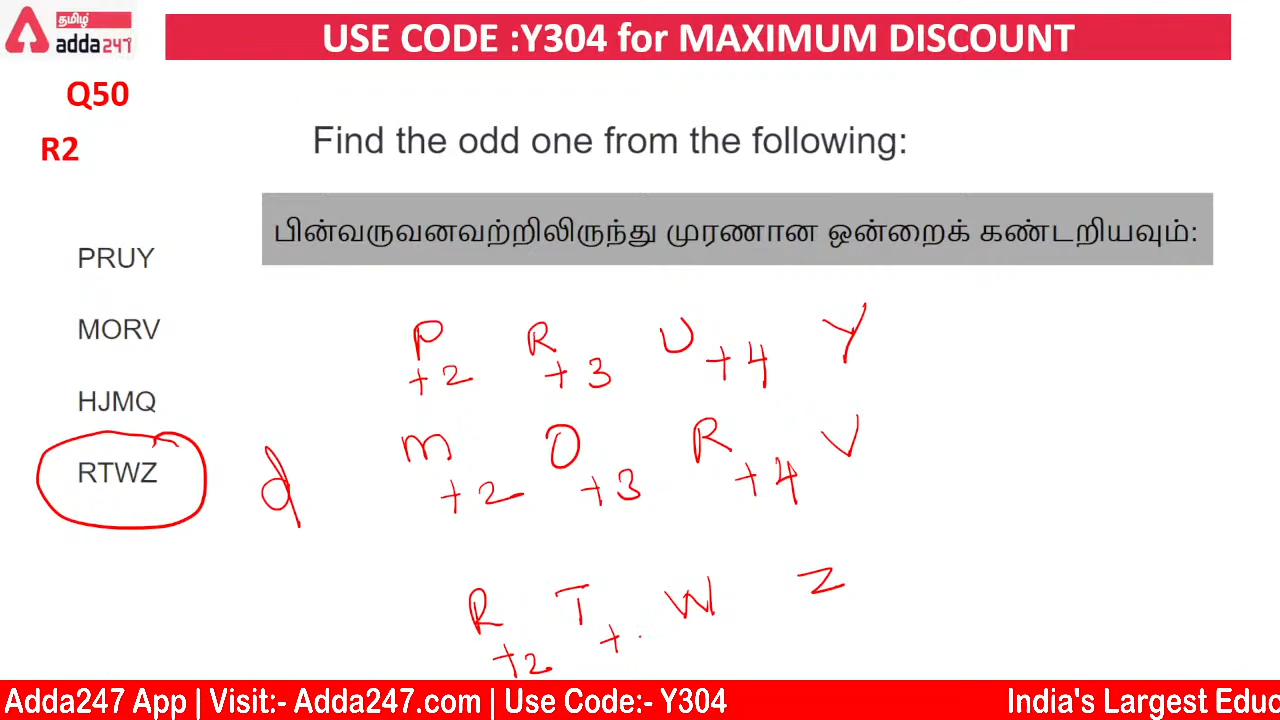 தமிழ்
adda247
USE CODE :Y304 for MAXIMUM DISCOUNT
Q50
R2
Find the odd one from the following:
பின்வருவனவற்றிலிருந்து முரணான ஒன்றைக் கண்டறியவும்:
PRUY
MORV
HJMQ
RTWZ
d
P R U Y
+2 +3 +4
M O R V
+2 +3 +4
R T W Z
+2 +.
Adda247 App | Visit:- Adda247.com | Use Code:- Y304
India's Largest Educ